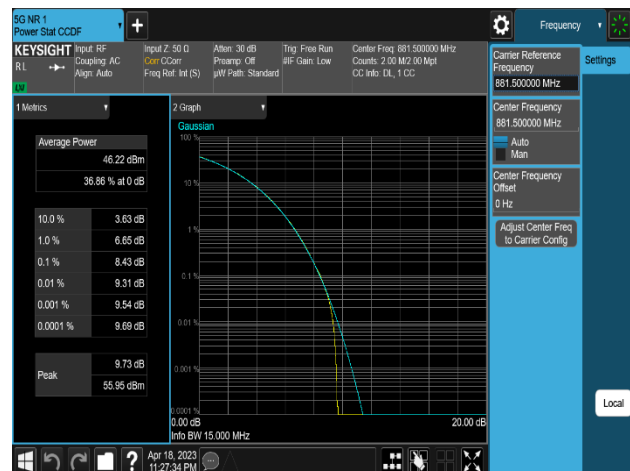 5G NR 1
Power Stat CCDF
Frequency
KEYSIGHT
Input: RF
Coupling: AC
Align: Auto
Input Z: 50 Ω
Corr CCorr
Freq Ref: Int (S)
Atten: 30 dB
Preamp: Off
µW Path: Standard
Trig: Free Run
#IF Gain: Low
Center Freq: 881.500000 MHz
Counts: 2.00 M/2.00 Mpt
CC Info: DL, 1 CC
RL
LV
1 Metrics
Average Power
46.22 dBm
36.86 % at 0 dB
10.0 % 3.63 dB
1.0 % 6.65 dB
0.1 % 8.43 dB
0.01 % 9.31 dB
0.001 % 9.54 dB
0.0001 % 9.69 dB
Peak
9.73 dB
55.95 dBm
2 Graph
Gaussian
100 %
10 %
1 %
0.1 %
0.01 %
0.001 %
0.0001 %
0.00 dB
20.00 dB
Info BW 15.000 MHz
Carrier Reference
Frequency
881.500000 MHz
Center Frequency
881.500000 MHz
Auto
Man
Center Frequency
Offset
0 Hz
Adjust Center Freq
to Carrier Config
Settings
Local
?
Apr 18, 2023
11:27:34 PM